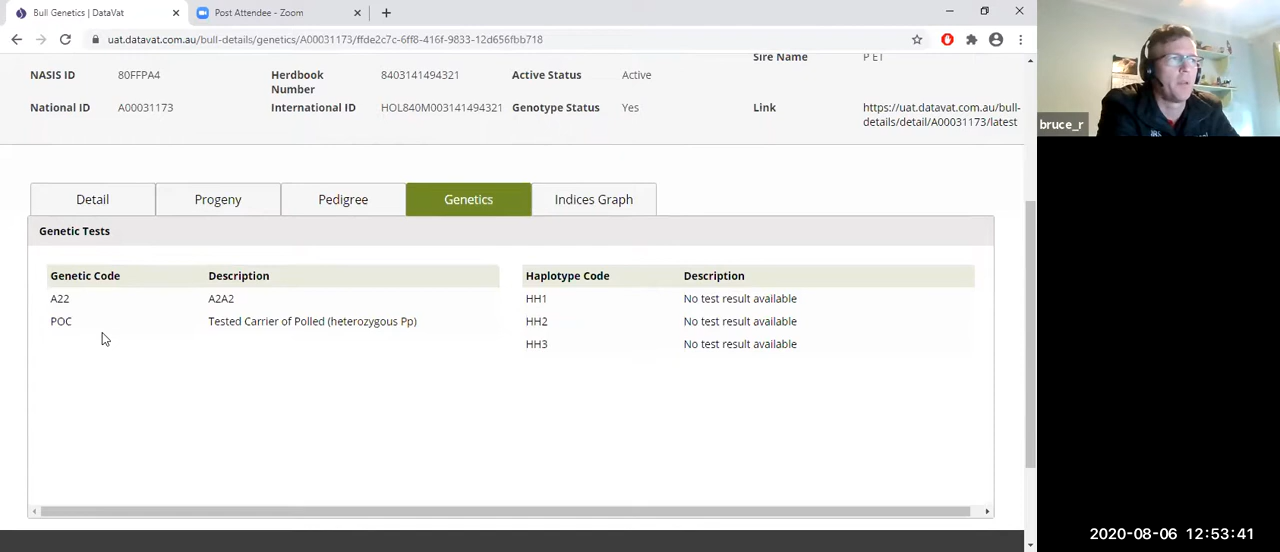 Bull Genetics | DataVat
Post Attendee - Zoom
uat.datavat.com.au/bull-details/genetics/A00031173/ffde2c7c-6ff8-416f-9833-12d656fbb718
Sire Name P ET
NASIS ID 80FFPA4 Herdbook Number 8403141494321 Active Status Active
National ID A00031173 International ID HOL840M003141494321 Genotype Status Yes Link https://uat.datavat.com.au/bull-
details/detail/A00031173/latest
bruce_r
Detail Progeny Pedigree Genetics Indices Graph
Genetic Tests
Genetic Code Description Haplotype Code Description
A22 A2A2 HH1 No test result available
POC Tested Carrier of Polled (heterozygous Pp) HH2 No test result available
HH3 No test result available
2020-08-06 12:53:41